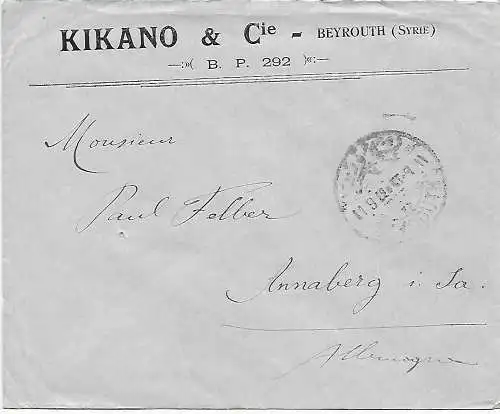 KIKANO & Cie - BEYROUTH (SYRIE)
B. P. 292
Monsieur
Paul Felber
Annaberg i. Sa.
Allemagne